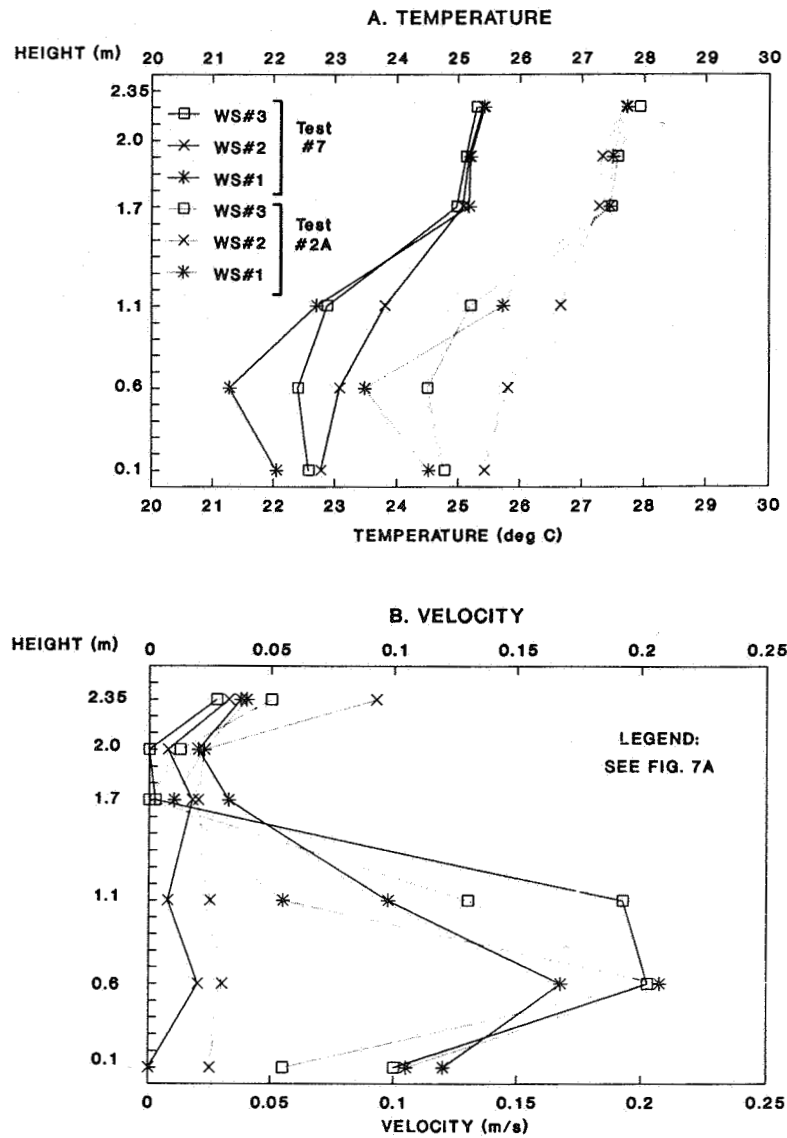 A. TEMPERATURE
HEIGHT (m)
20 21 22 23 24 25 26 27 28 29 30
2.35
2.0
1.7
1.1
0.6
0.1
WS#3
WS#2
WS#1
Test
#7
WS#3
WS#2
WS#1
Test
#2A
20 21 22 23 24 25 26 27 28 29 30
TEMPERATURE (deg C)
B. VELOCITY
HEIGHT (m)
0 0.05 0.1 0.15 0.2 0.25
2.35
2.0
1.7
1.1
0.6
0.1
LEGEND:
SEE FIG. 7A
0 0.05 0.1 0.15 0.2 0.25
VELOCITY (m/s)